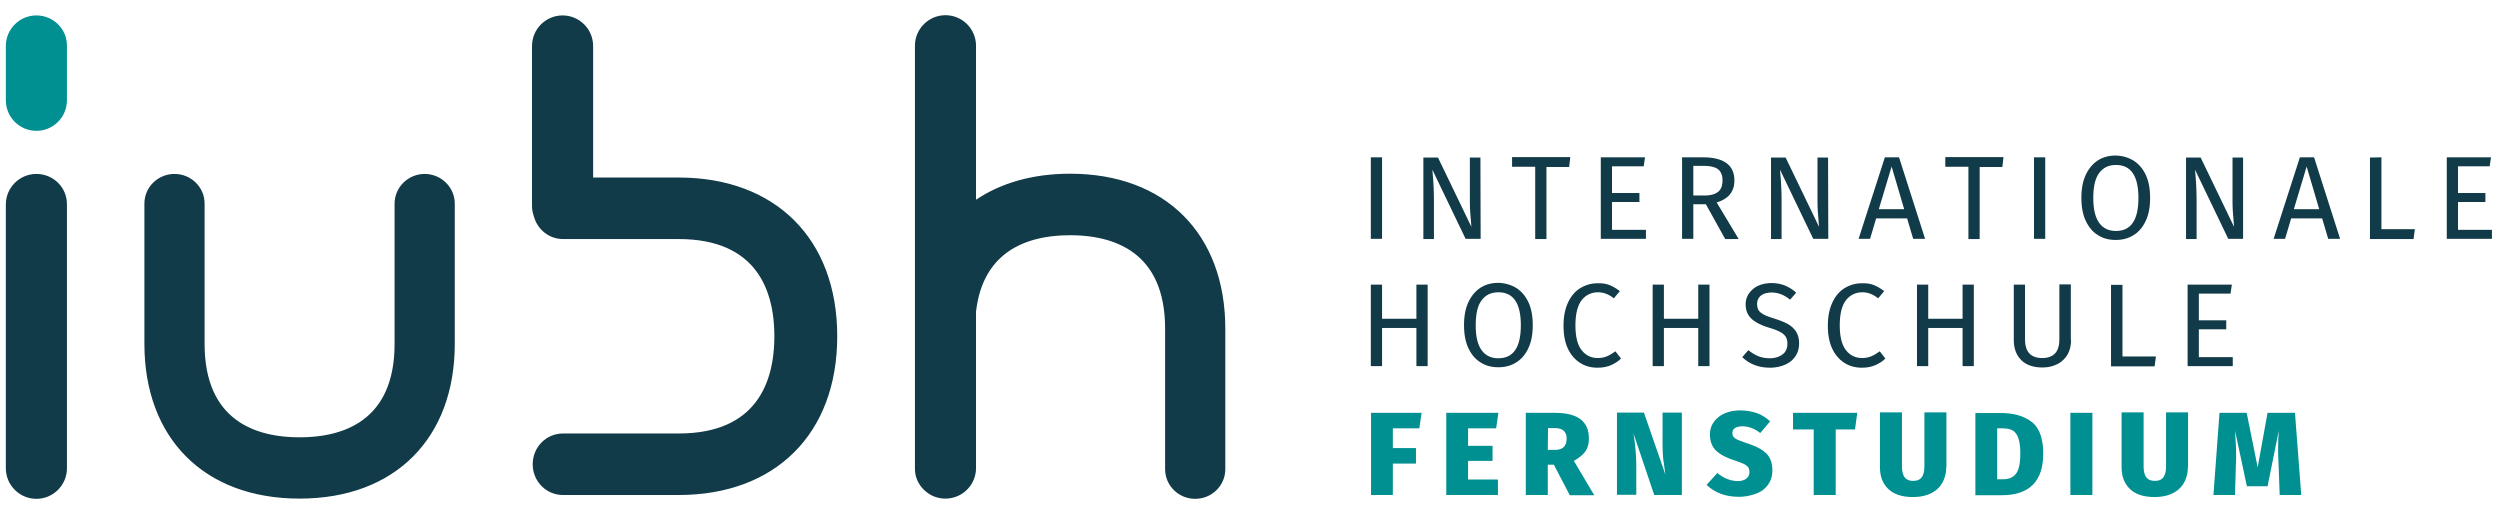 iubh
INTERNATIONALE
HOCHSCHULE
FERNSTUDIUM